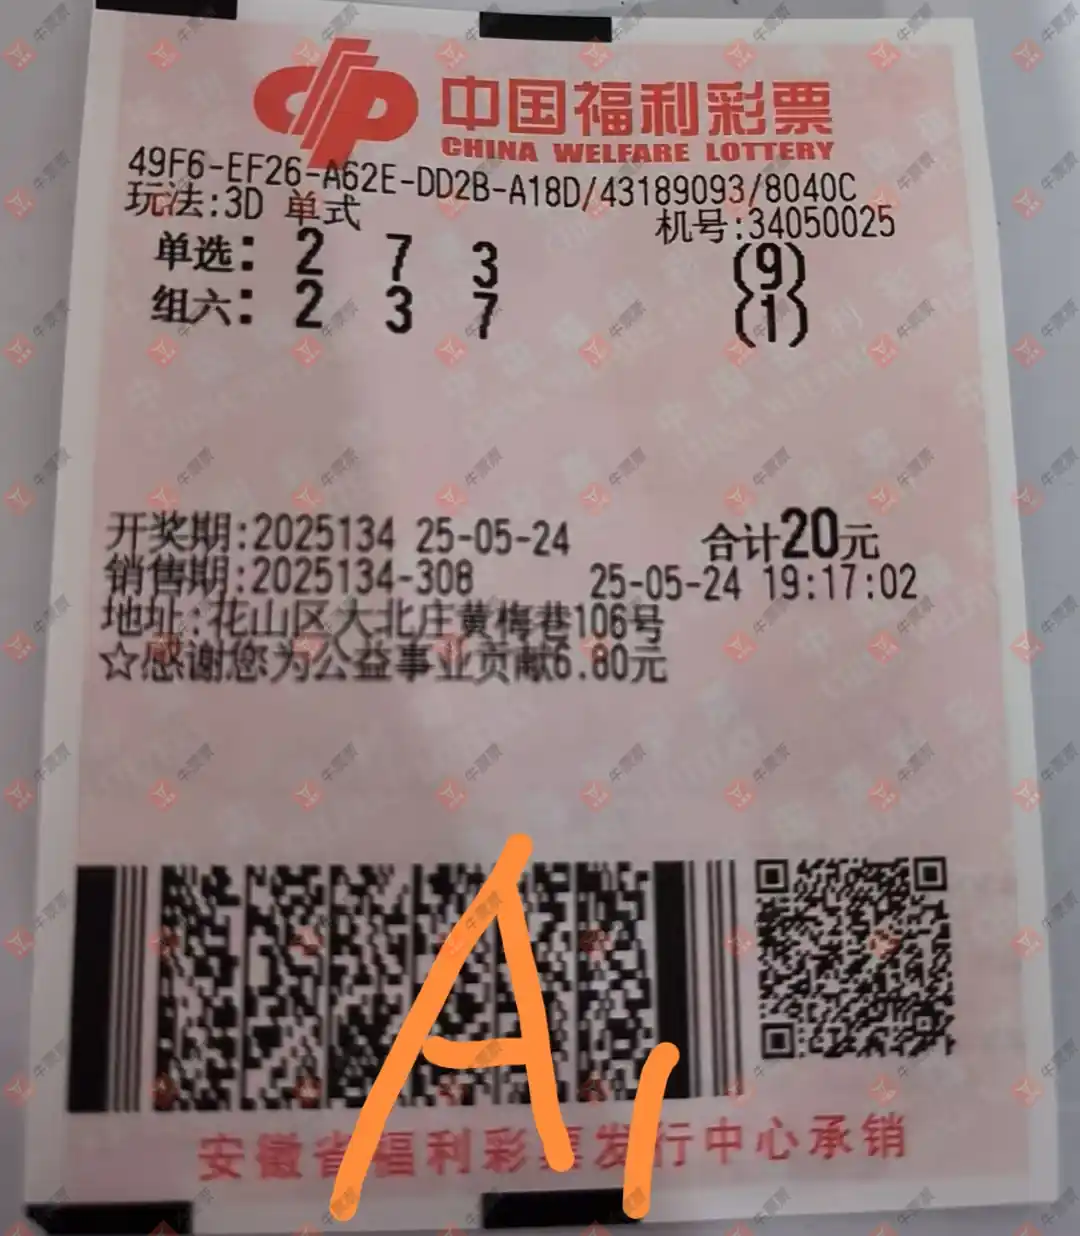 中国福利彩票
CHINA WELFARE LOTTERY
49F6-EF26-A62E-DD2B-A18D/43189093/8040C
玩法:3D 单式 机号:34050025
单选: 2 7 3 (9)
组六: 2 3 7 (1)
开奖期:2025134 25-05-24 合计20元
销售期:2025134-308 25-05-24 19:17:02
地址:花山区大北庄黄梅巷106号
☆感谢您为公益事业贡献6.80元
A1
安徽省福利彩票发行中心承销
牛票票